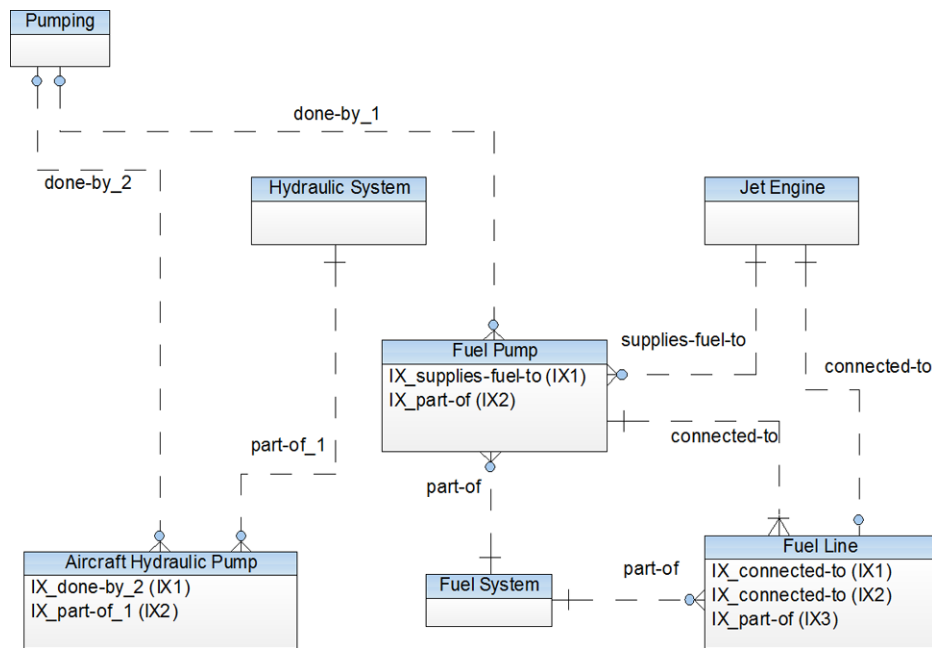 Pumping
done-by_1
done-by_2
Hydraulic System
Jet Engine
supplies-fuel-to
Fuel Pump
IX_supplies-fuel-to (IX1)
IX_part-of (IX2)
connected-to
connected-to
part-of_1
part-of
Aircraft Hydraulic Pump
IX_done-by_2 (IX1)
IX_part-of_1 (IX2)
Fuel System
part-of
Fuel Line
IX_connected-to (IX1)
IX_connected-to (IX2)
IX_part-of (IX3)